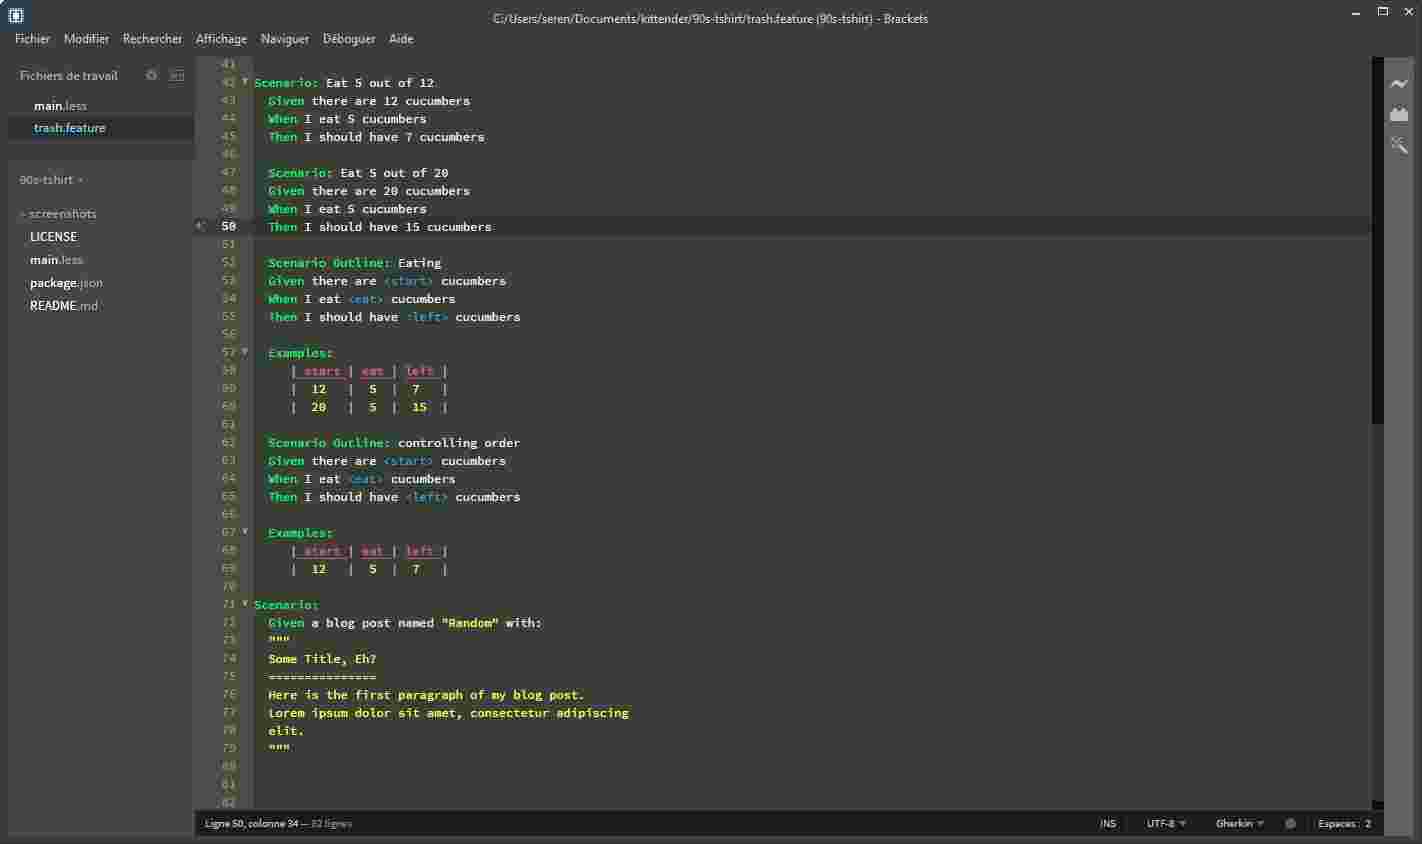 C:/Users/seren/Documents/kittender/90s-tshirt/trash.feature (90s-tshirt) - Brackets
Fichier Modifier Rechercher Affichage Naviguer Déboguer Aide
Fichiers de travail
main.less
trash.feature
90s-tshirt
screenshots
LICENSE
main.less
package.json
README.md
41
42 Scenario: Eat 5 out of 12
43 Given there are 12 cucumbers
44 When I eat 5 cucumbers
45 Then I should have 7 cucumbers
46
47 Scenario: Eat 5 out of 20
48 Given there are 20 cucumbers
49 When I eat 5 cucumbers
50 Then I should have 15 cucumbers
51
52 Scenario Outline: Eating
53 Given there are <start> cucumbers
54 When I eat <eat> cucumbers
55 Then I should have <left> cucumbers
56
57 Examples:
58 | start | eat | left |
59 | 12 | 5 | 7 |
60 | 20 | 5 | 15 |
61
62 Scenario Outline: controlling order
63 Given there are <start> cucumbers
64 When I eat <eat> cucumbers
65 Then I should have <left> cucumbers
66
67 Examples:
68 | start | eat | left |
69 | 12 | 5 | 7 |
70
71 Scenario:
72 Given a blog post named "Random" with:
73 """
74 Some Title, Eh?
75 ===============
76 Here is the first paragraph of my blog post.
77 Lorem ipsum dolor sit amet, consectetur adipiscing
78 elit.
79 """
80
81
82
Ligne 50, colonne 34 — 82 lignes
INS UTF-8 Gherkin Espaces : 2